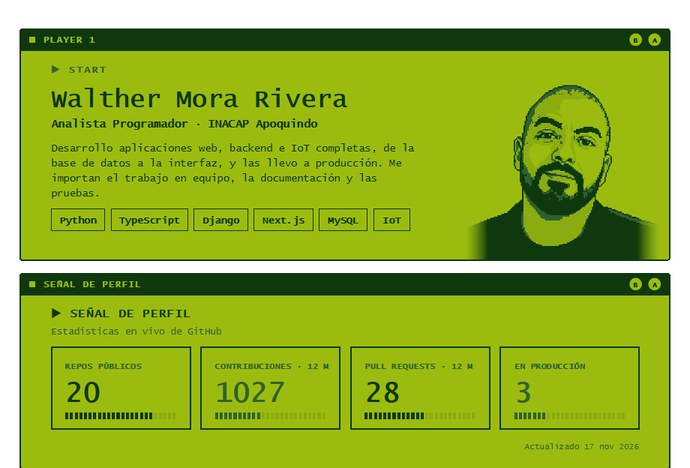 PLAYER 1
B A
▶ START
Walther Mora Rivera
Analista Programador · INACAP Apoquindo
Desarrollo aplicaciones web, backend e IoT completas, de la
base de datos a la interfaz, y las llevo a producción. Me
importan el trabajo en equipo, la documentación y las
pruebas.
Python TypeScript Django Next.js MySQL IoT
SEÑAL DE PERFIL
B A
▶ SEÑAL DE PERFIL
Estadísticas en vivo de GitHub
REPOS PÚBLICOS CONTRIBUCIONES · 12 M PULL REQUESTS · 12 M EN PRODUCCIÓN
20 1027 28 3
Actualizado 17 nov 2026